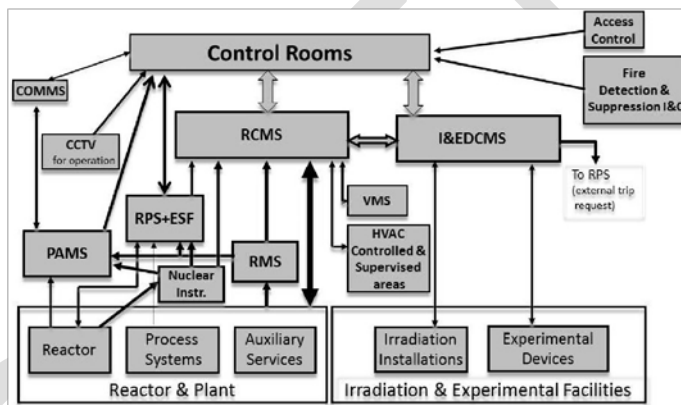 Control Rooms
Access
Control
Fire
Detection &
Suppression I&C
COMMS
CCTV
for operation
RCMS
I&EDCMS
To RPS
(external trip
request)
VMS
HVAC
Controlled &
Supervised
areas
RPS+ESF
PAMS
RMS
Nuclear
Instr.
Reactor
Process
Systems
Auxiliary
Services
Reactor & Plant
Irradiation
Installations
Experimental
Devices
Irradiation & Experimental Facilities